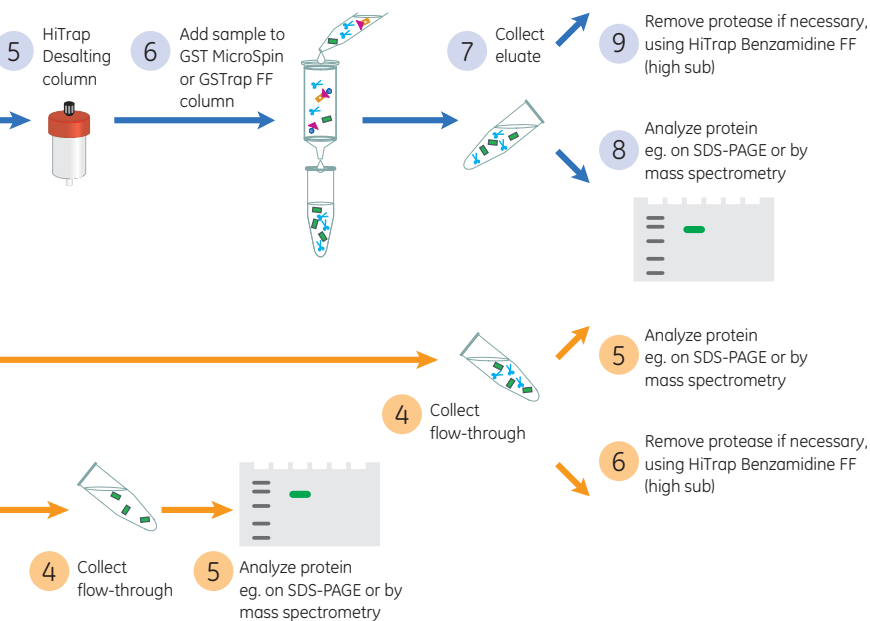 5
HiTrap
Desalting
column
6
Add sample to
GST MicroSpin
or GSTrap FF
column
7
Collect
eluate
9
Remove protease if necessary,
using HiTrap Benzamidine FF
(high sub)
8
Analyze protein
eg. on SDS-PAGE or by
mass spectrometry
4
Collect
flow-through
5
Analyze protein
eg. on SDS-PAGE or by
mass spectrometry
6
Remove protease if necessary,
using HiTrap Benzamidine FF
(high sub)
4
Collect
flow-through
5
Analyze protein
eg. on SDS-PAGE or by
mass spectrometry